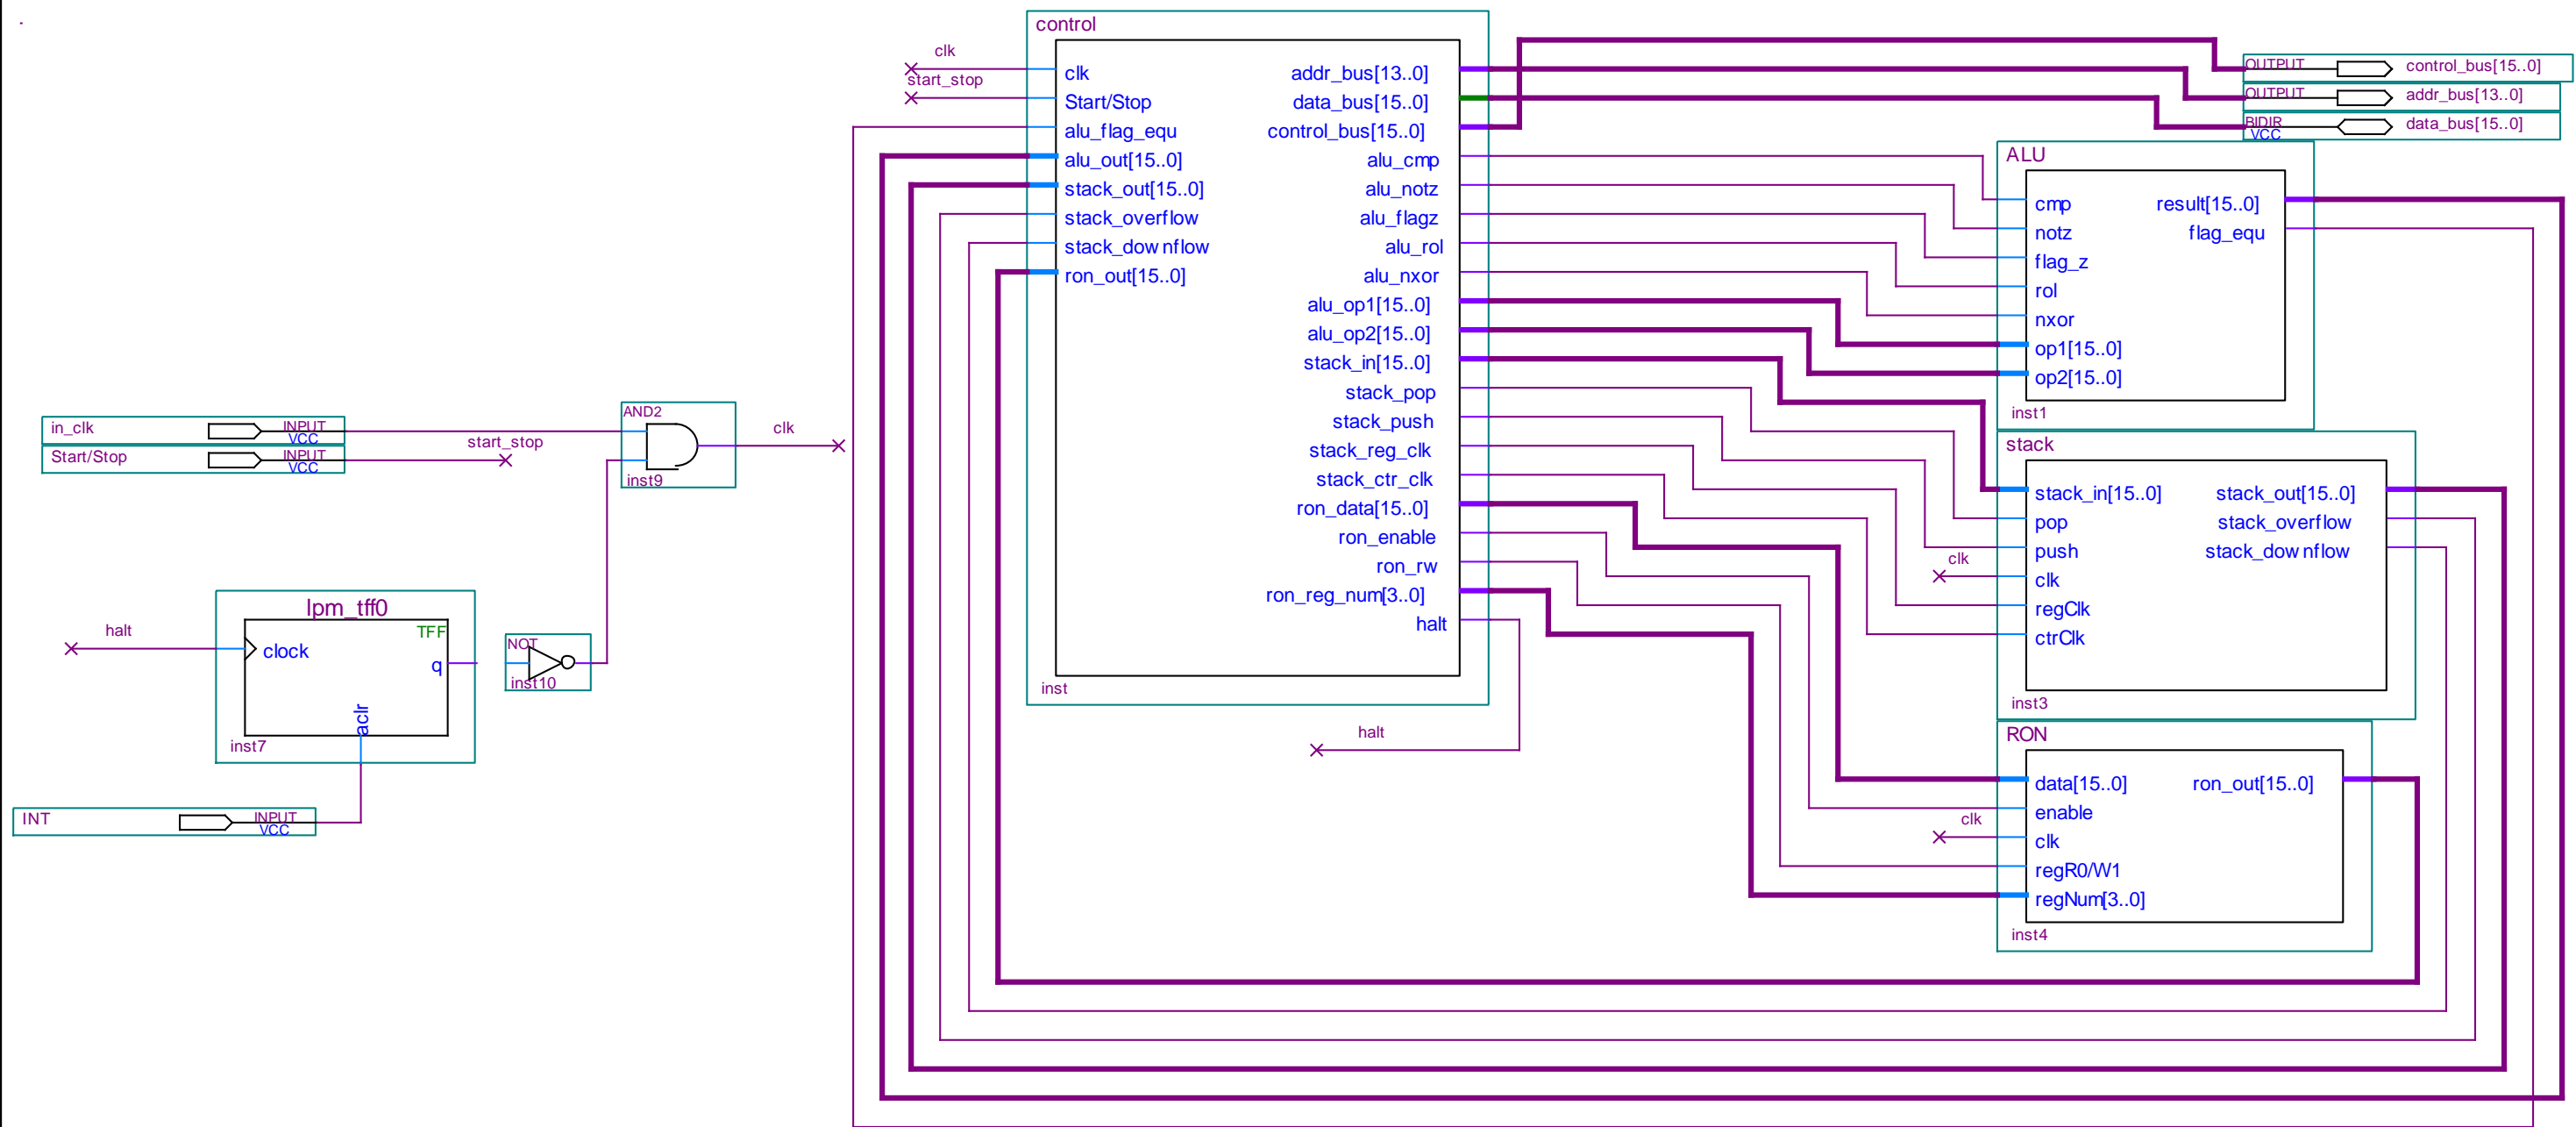 control
clk
start_stop
clk
Start/Stop
alu_flag_equ
alu_out[15..0]
stack_out[15..0]
stack_overflow
stack_dow nflow
ron_out[15..0]
addr_bus[13..0]
data_bus[15..0]
control_bus[15..0]
alu_cmp
alu_notz
alu_flagz
alu_rol
alu_nxor
alu_op1[15..0]
alu_op2[15..0]
stack_in[15..0]
stack_pop
stack_push
stack_reg_clk
stack_ctr_clk
ron_data[15..0]
ron_enable
ron_rw
ron_reg_num[3..0]
halt
inst
halt
OUTPUT control_bus[15..0]
OUTPUT addr_bus[13..0]
BIDIR VCC data_bus[15..0]
ALU
cmp
notz
flag_z
rol
nxor
op1[15..0]
op2[15..0]
result[15..0]
flag_equ
inst1
stack
stack_in[15..0]
pop
push
clk
clk
regClk
ctrClk
stack_out[15..0]
stack_overflow
stack_dow nflow
inst3
RON
data[15..0]
enable
clk
clk
regR0/W1
regNum[3..0]
ron_out[15..0]
inst4
in_clk INPUT VCC
Start/Stop INPUT VCC
start_stop
AND2
inst9
clk
lpm_tff0
TFF
halt
clock
q
aclr
inst7
NOT
inst10
INT INPUT VCC